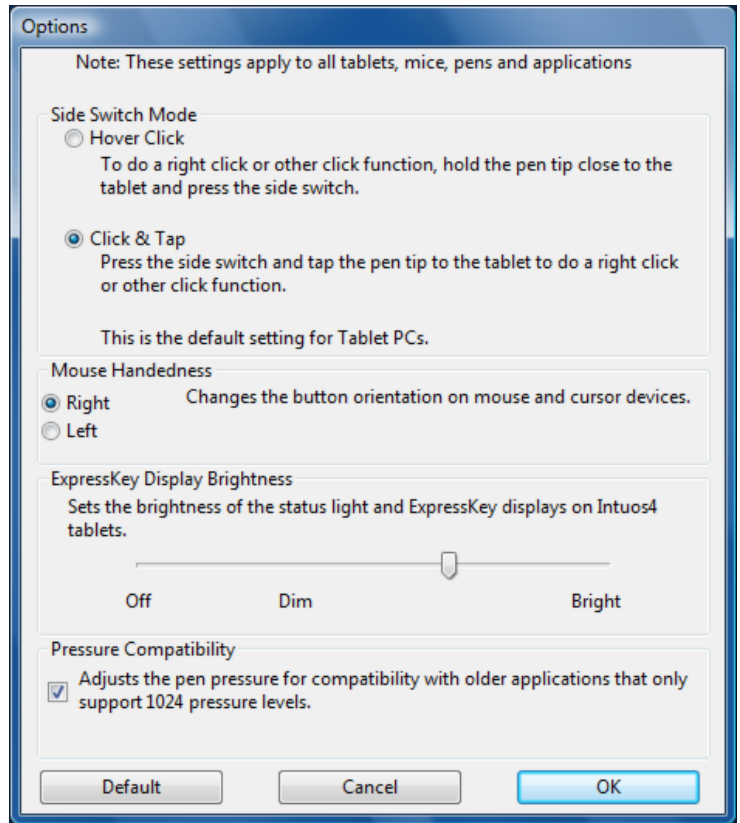 Options
Note: These settings apply to all tablets, mice, pens and applications
Side Switch Mode
Hover Click
To do a right click or other click function, hold the pen tip close to the
tablet and press the side switch.
Click & Tap
Press the side switch and tap the pen tip to the tablet to do a right click
or other click function.
This is the default setting for Tablet PCs.
Mouse Handedness
Right
Changes the button orientation on mouse and cursor devices.
Left
ExpressKey Display Brightness
Sets the brightness of the status light and ExpressKey displays on Intuos4
tablets.
Off Dim Bright
Pressure Compatibility
Adjusts the pen pressure for compatibility with older applications that only
support 1024 pressure levels.
Default Cancel OK